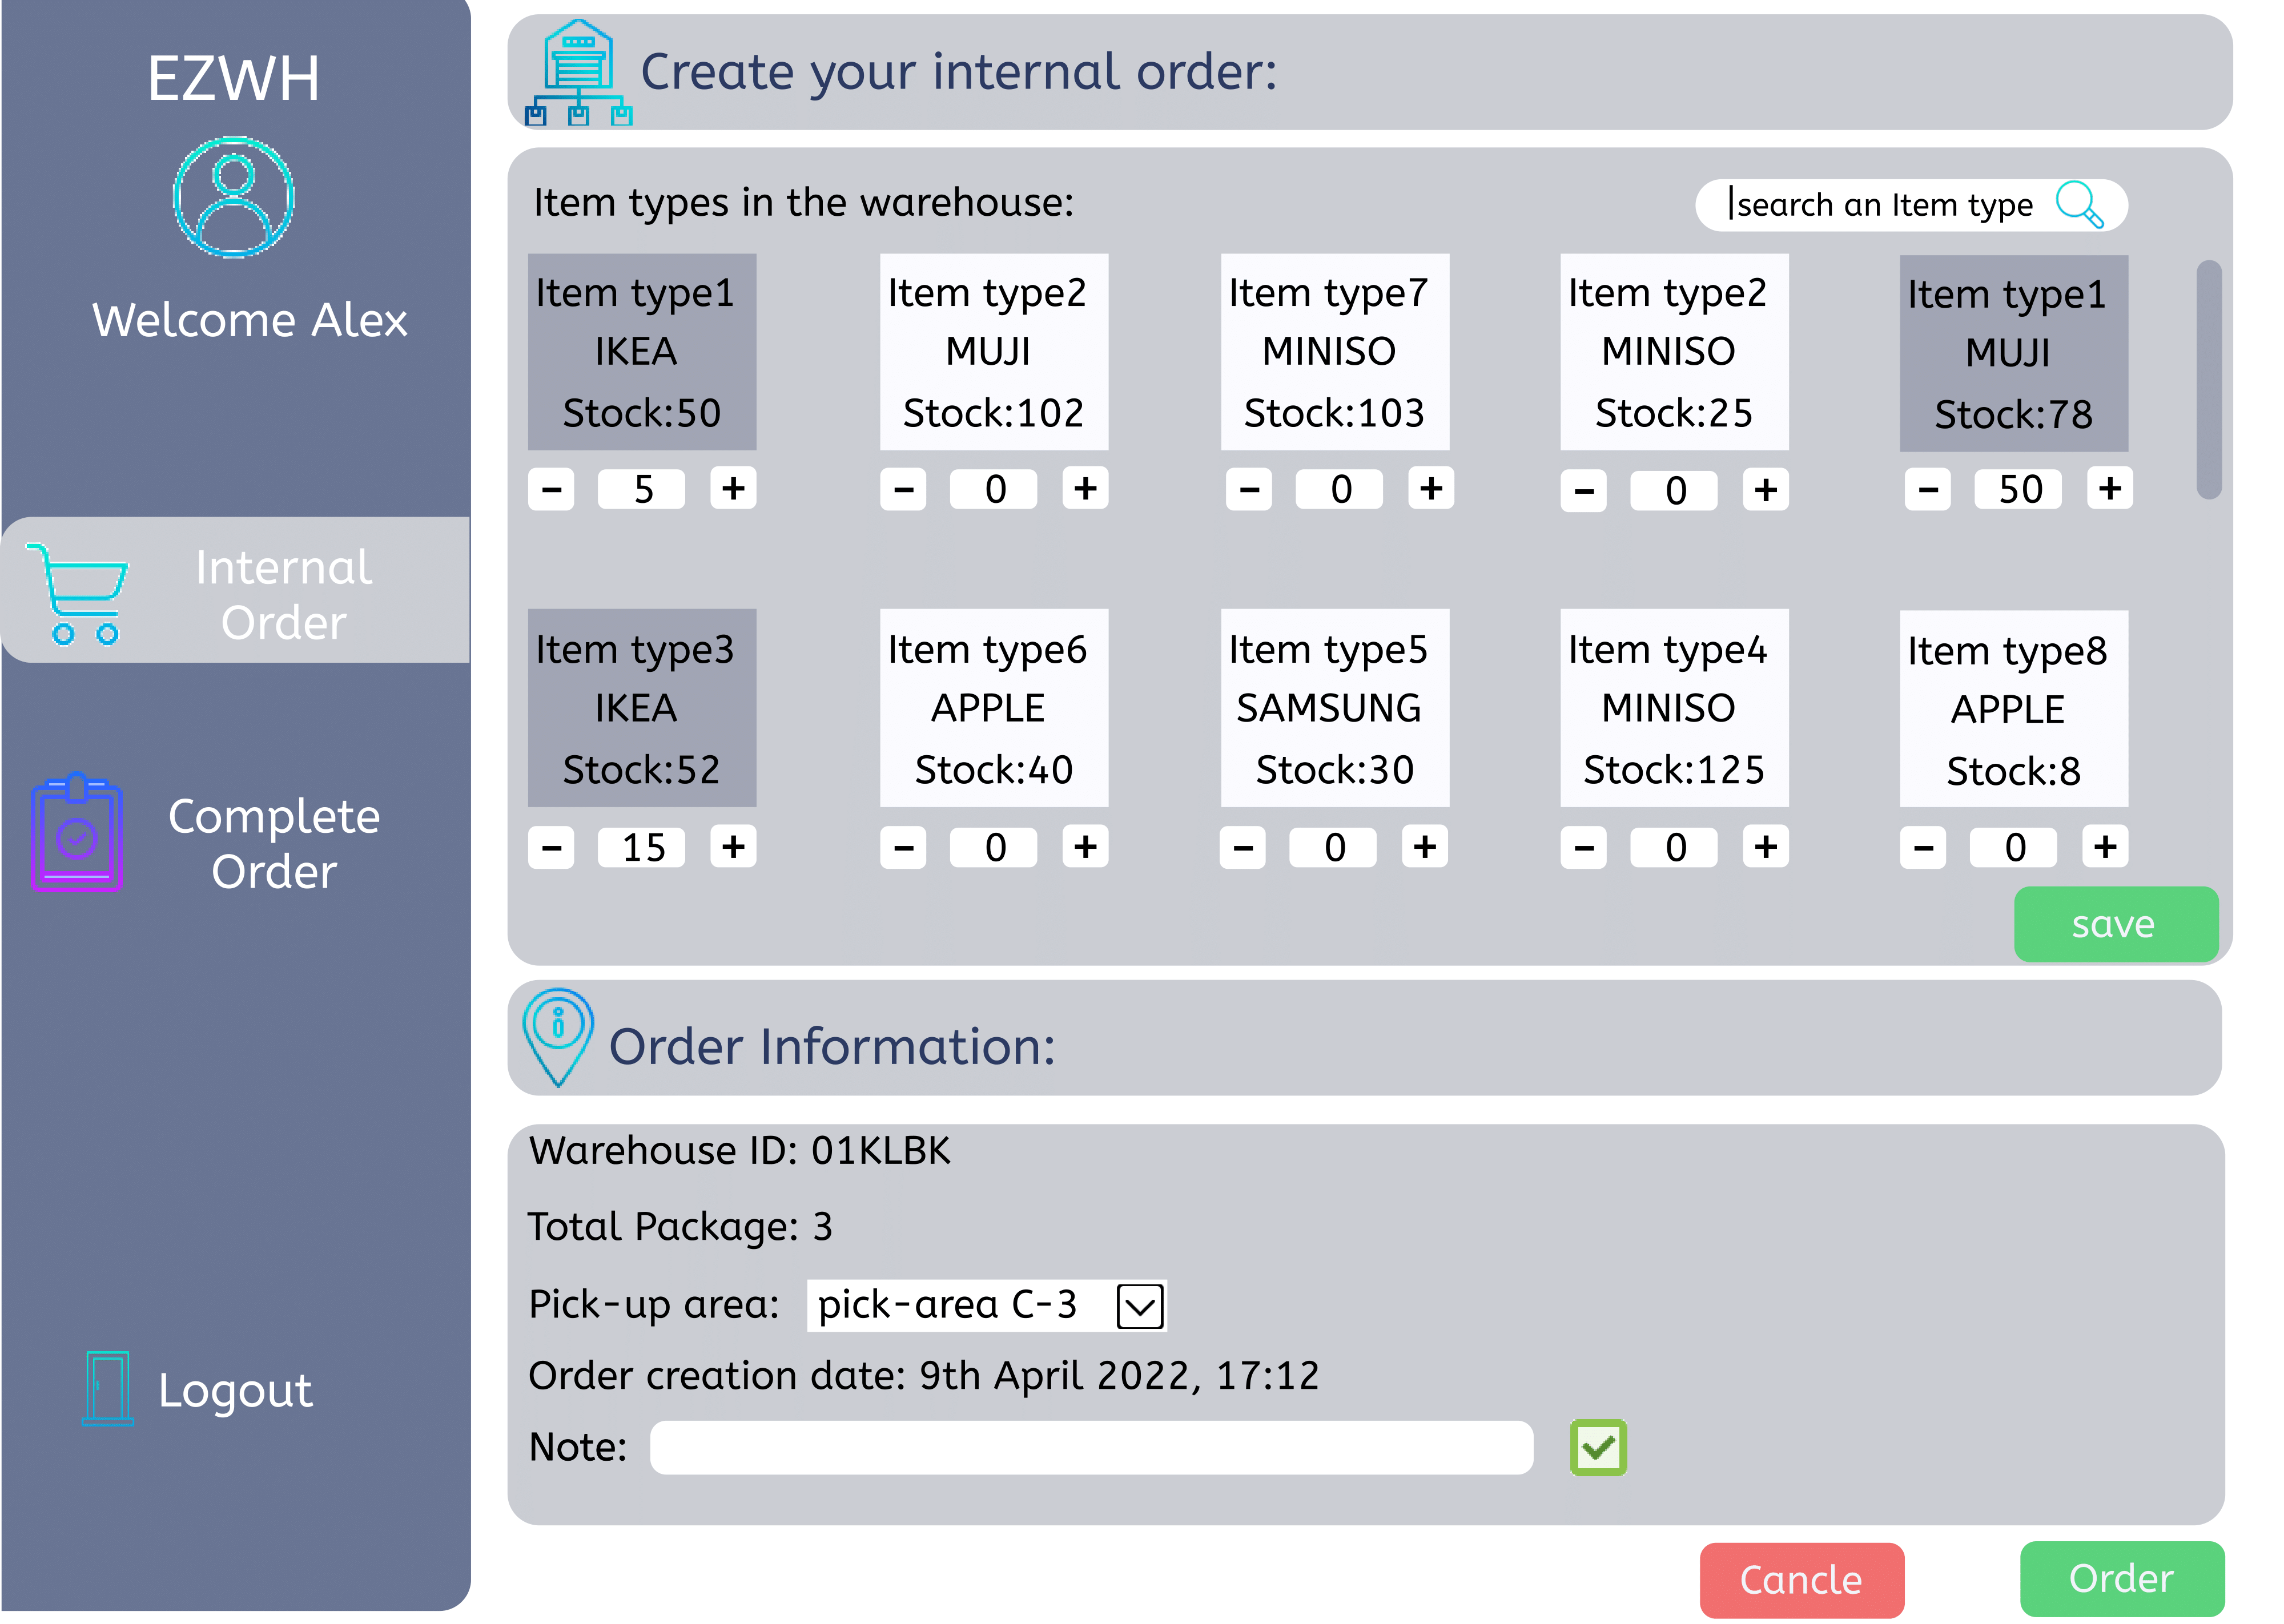 EZWH
Welcome Alex
Internal
Order
Complete
Order
Logout
Create your internal order:
Item types in the warehouse:
search an Item type
Item type1
IKEA
Stock:50
- 5 +
Item type2
MUJI
Stock:102
- 0 +
Item type7
MINISO
Stock:103
- 0 +
Item type2
MINISO
Stock:25
- 0 +
Item type1
MUJI
Stock:78
- 50 +
Item type3
IKEA
Stock:52
- 15 +
Item type6
APPLE
Stock:40
- 0 +
Item type5
SAMSUNG
Stock:30
- 0 +
Item type4
MINISO
Stock:125
- 0 +
Item type8
APPLE
Stock:8
- 0 +
save
Order Information:
Warehouse ID: 01KLBK
Total Package: 3
Pick-up area: pick-area C-3
Order creation date: 9th April 2022, 17:12
Note:
Cancle
Order